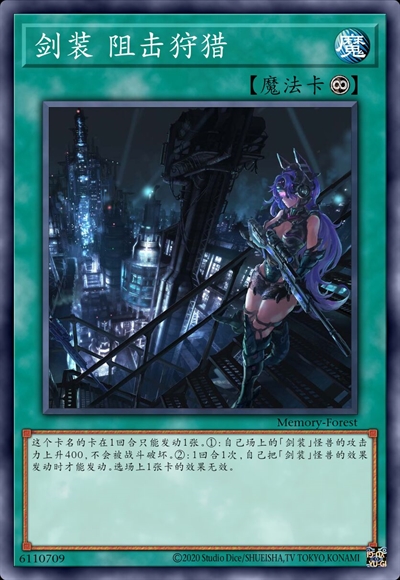 剑装 阻击狩猎
魔
【魔法卡】
Memory-Forest
这个卡名的卡在1回合只能发动1张。①:自己场上的「剑装」怪兽的攻击
力上升400,不会被战斗破坏。②:1回合1次,自己把「剑装」怪兽的效果
发动时才能发动。选场上1张卡的效果无效。
6110709
©2020 Studio Dice/SHUEISHA,TV TOKYO,KONAMI